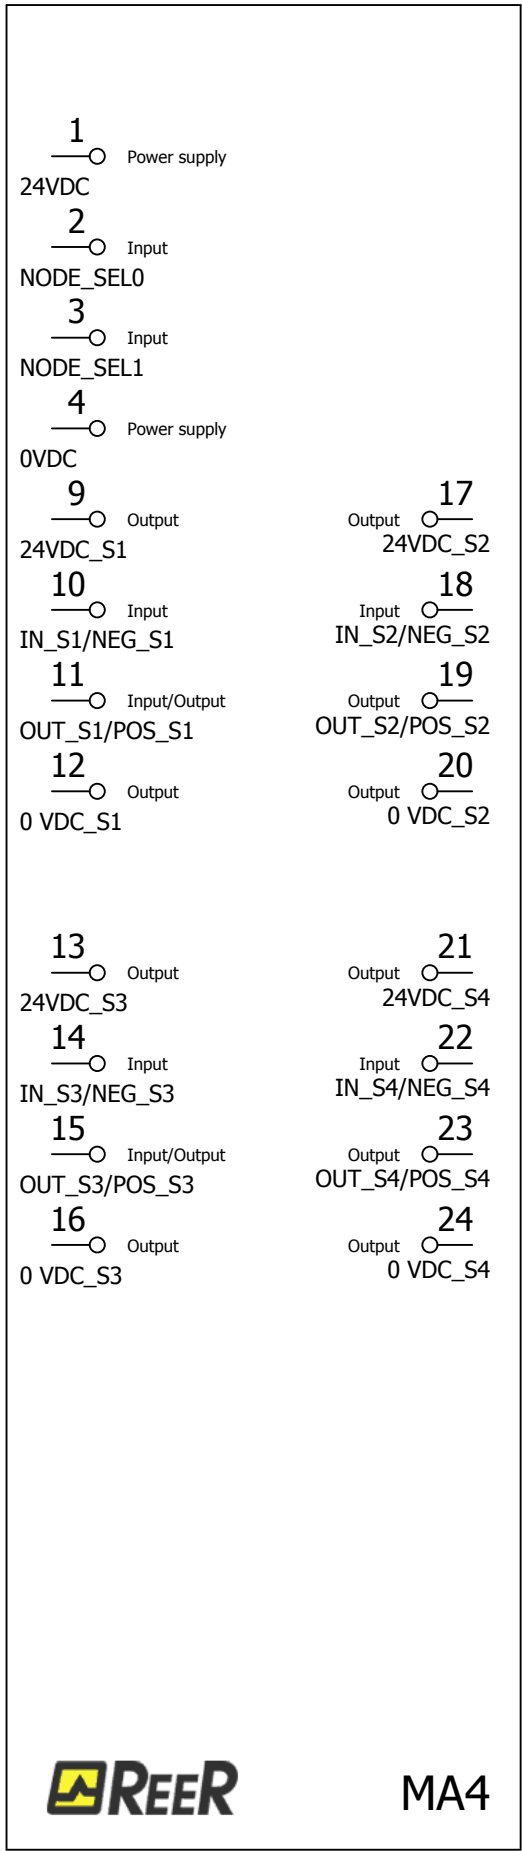 1
Power supply
24VDC
2
Input
NODE_SEL0
3
Input
NODE_SEL1
4
Power supply
0VDC
9
Output
24VDC_S1
10
Input
IN_S1/NEG_S1
11
Input/Output
OUT_S1/POS_S1
12
Output
0 VDC_S1
17
Output
24VDC_S2
18
Input
IN_S2/NEG_S2
19
Output
OUT_S2/POS_S2
20
Output
0 VDC_S2
13
Output
24VDC_S3
14
Input
IN_S3/NEG_S3
15
Input/Output
OUT_S3/POS_S3
16
Output
0 VDC_S3
21
Output
24VDC_S4
22
Input
IN_S4/NEG_S4
23
Output
OUT_S4/POS_S4
24
Output
0 VDC_S4
REER
MA4